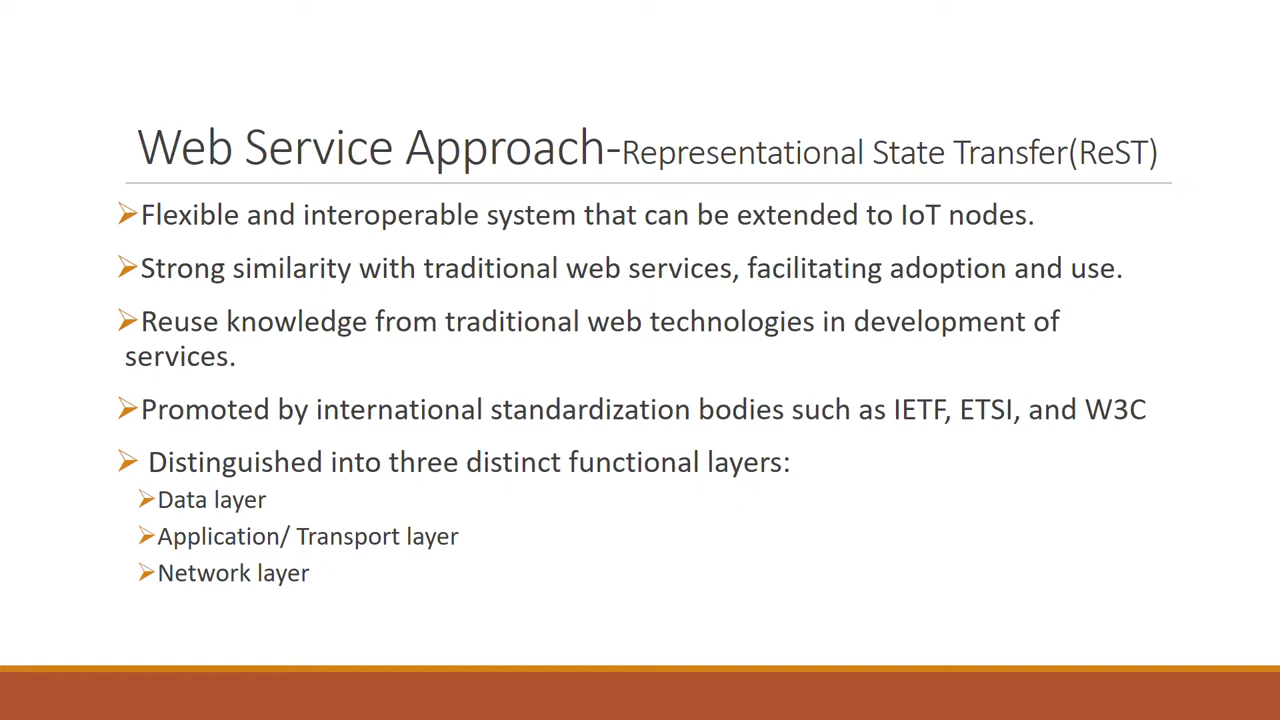 Web Service Approach-Representational State Transfer(ReST)
Flexible and interoperable system that can be extended to IoT nodes.
Strong similarity with traditional web services, facilitating adoption and use.
Reuse knowledge from traditional web technologies in development of
services.
Promoted by international standardization bodies such as IETF, ETSI, and W3C
Distinguished into three distinct functional layers:
Data layer
Application/ Transport layer
Network layer